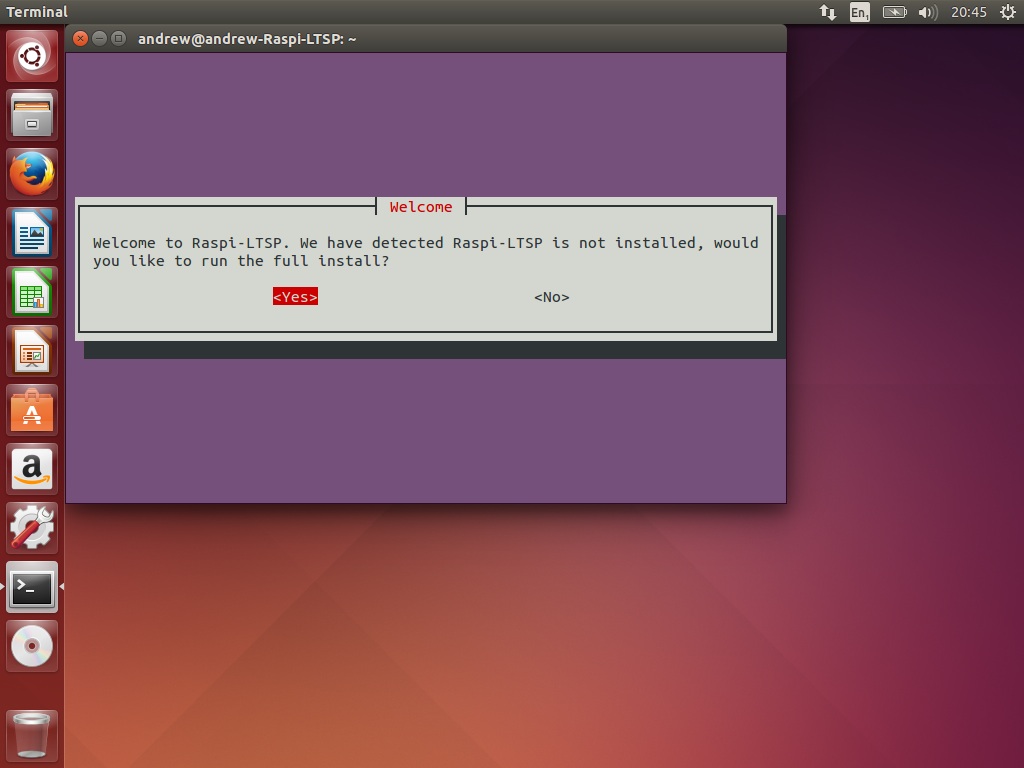 Terminal
En1
20:45
andrew@andrew-Raspi-LTSP: ~
Welcome
Welcome to Raspi-LTSP. We have detected Raspi-LTSP is not installed, would
you like to run the full install?
<Yes> <No>
A
a
>_